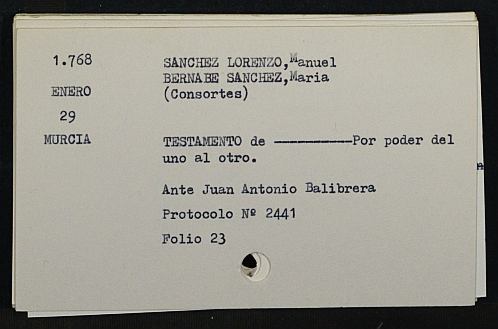 1.768
SANCHEZ LORENZO,Manuel
BERNABE SANCHEZ,Maria
ENERO
(Consortes)
29
MURCIA
TESTAMENTO de ----------Por poder del
uno al otro.
Ante Juan Antonio Balibrera
Protocolo Nº 2441
Folio 23